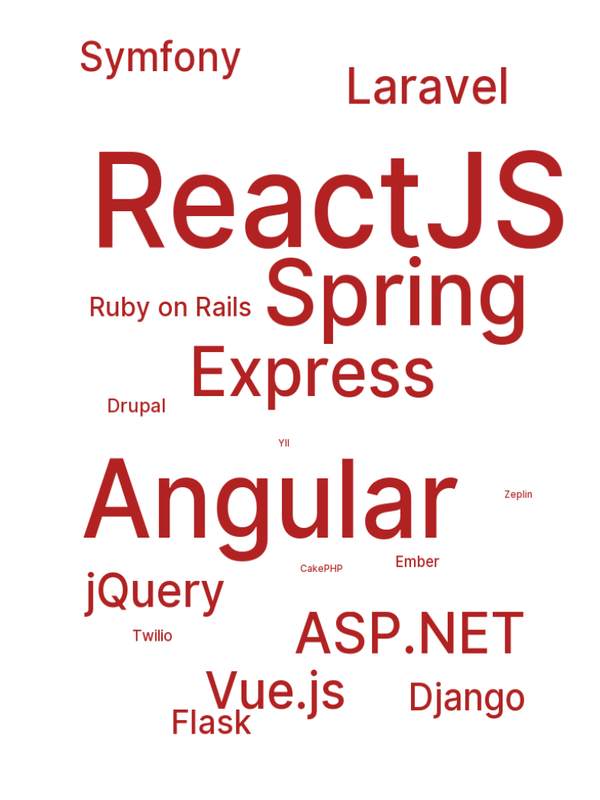 Symfony
Laravel
ReactJS
Spring
Ruby on Rails
Express
Drupal
YII
Angular
Zeplin
Ember
CakePHP
jQuery
ASP.NET
Twilio
Vue.js
Django
Flask